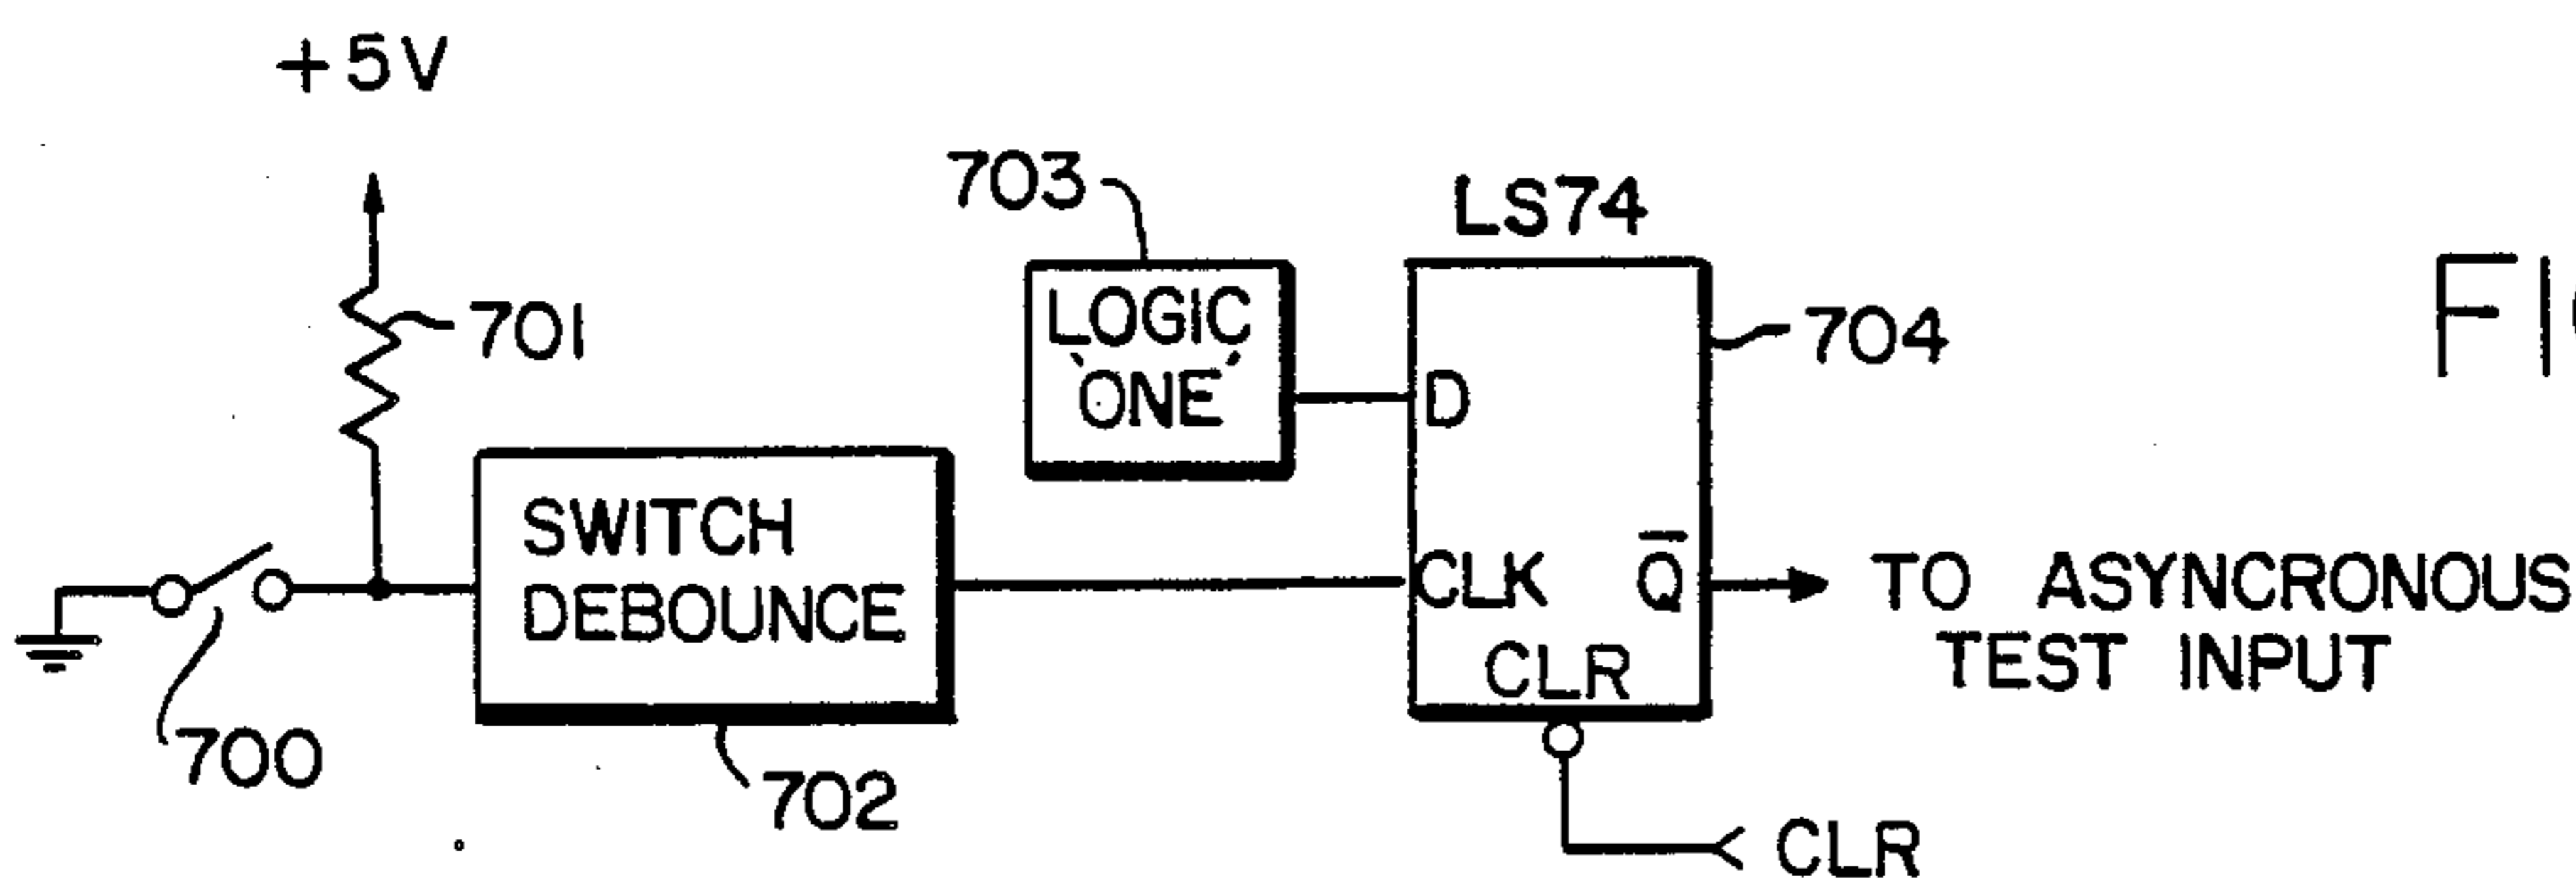 +5V
703
LS74
701
LOGIC
'ONE'
704
D
SWITCH
DEBOUNCE
CLK
Q̅
TO ASYNCRONOUS
TEST INPUT
CLR
700
702
CLR